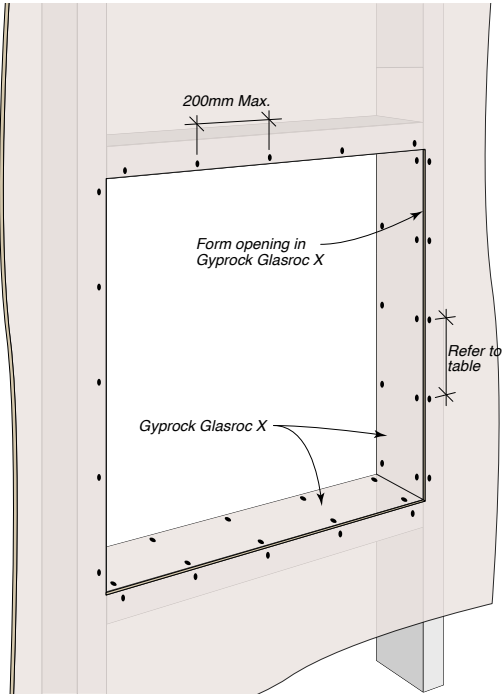 200mm Max.
Form opening in
Gyprock Glasroc X
Refer to
table
Gyprock Glasroc X